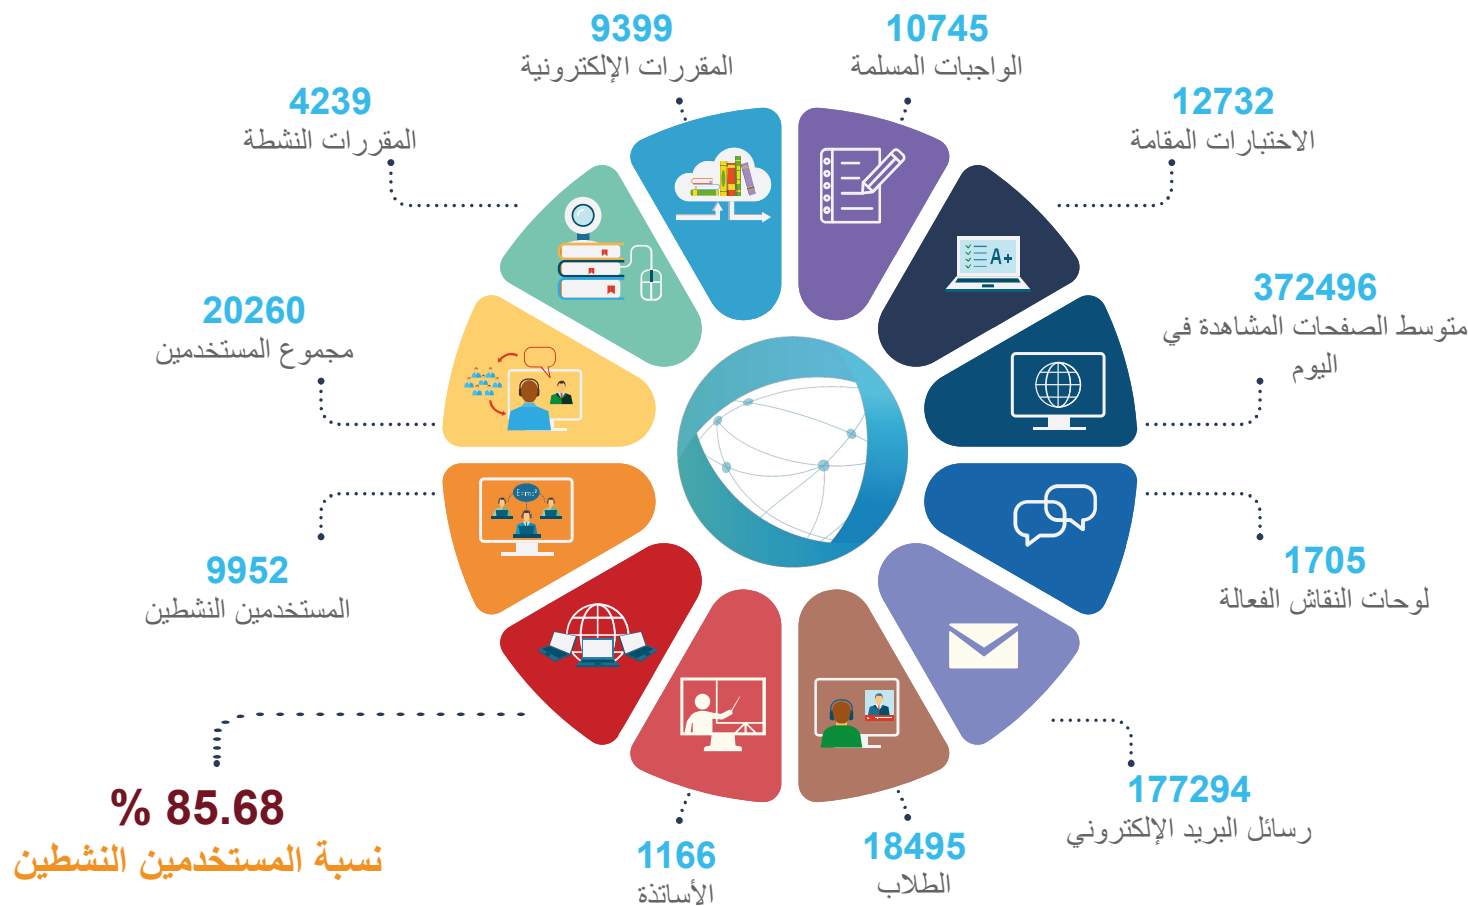 10745
الواجبات المسلمة
9399
المقررات الإلكترونية
12732
الاختبارات المقامة
4239
المقررات النشطة
372496
متوسط الصفحات المشاهدة في
اليوم
20260
مجموع المستخدمين
1705
لوحات النقاش الفعالة
9952
المستخدمين النشطين
177294
رسائل البريد الإلكتروني
18495
الطلاب
1166
الأساتذة
% 85.68
نسبة المستخدمين النشطين
A+